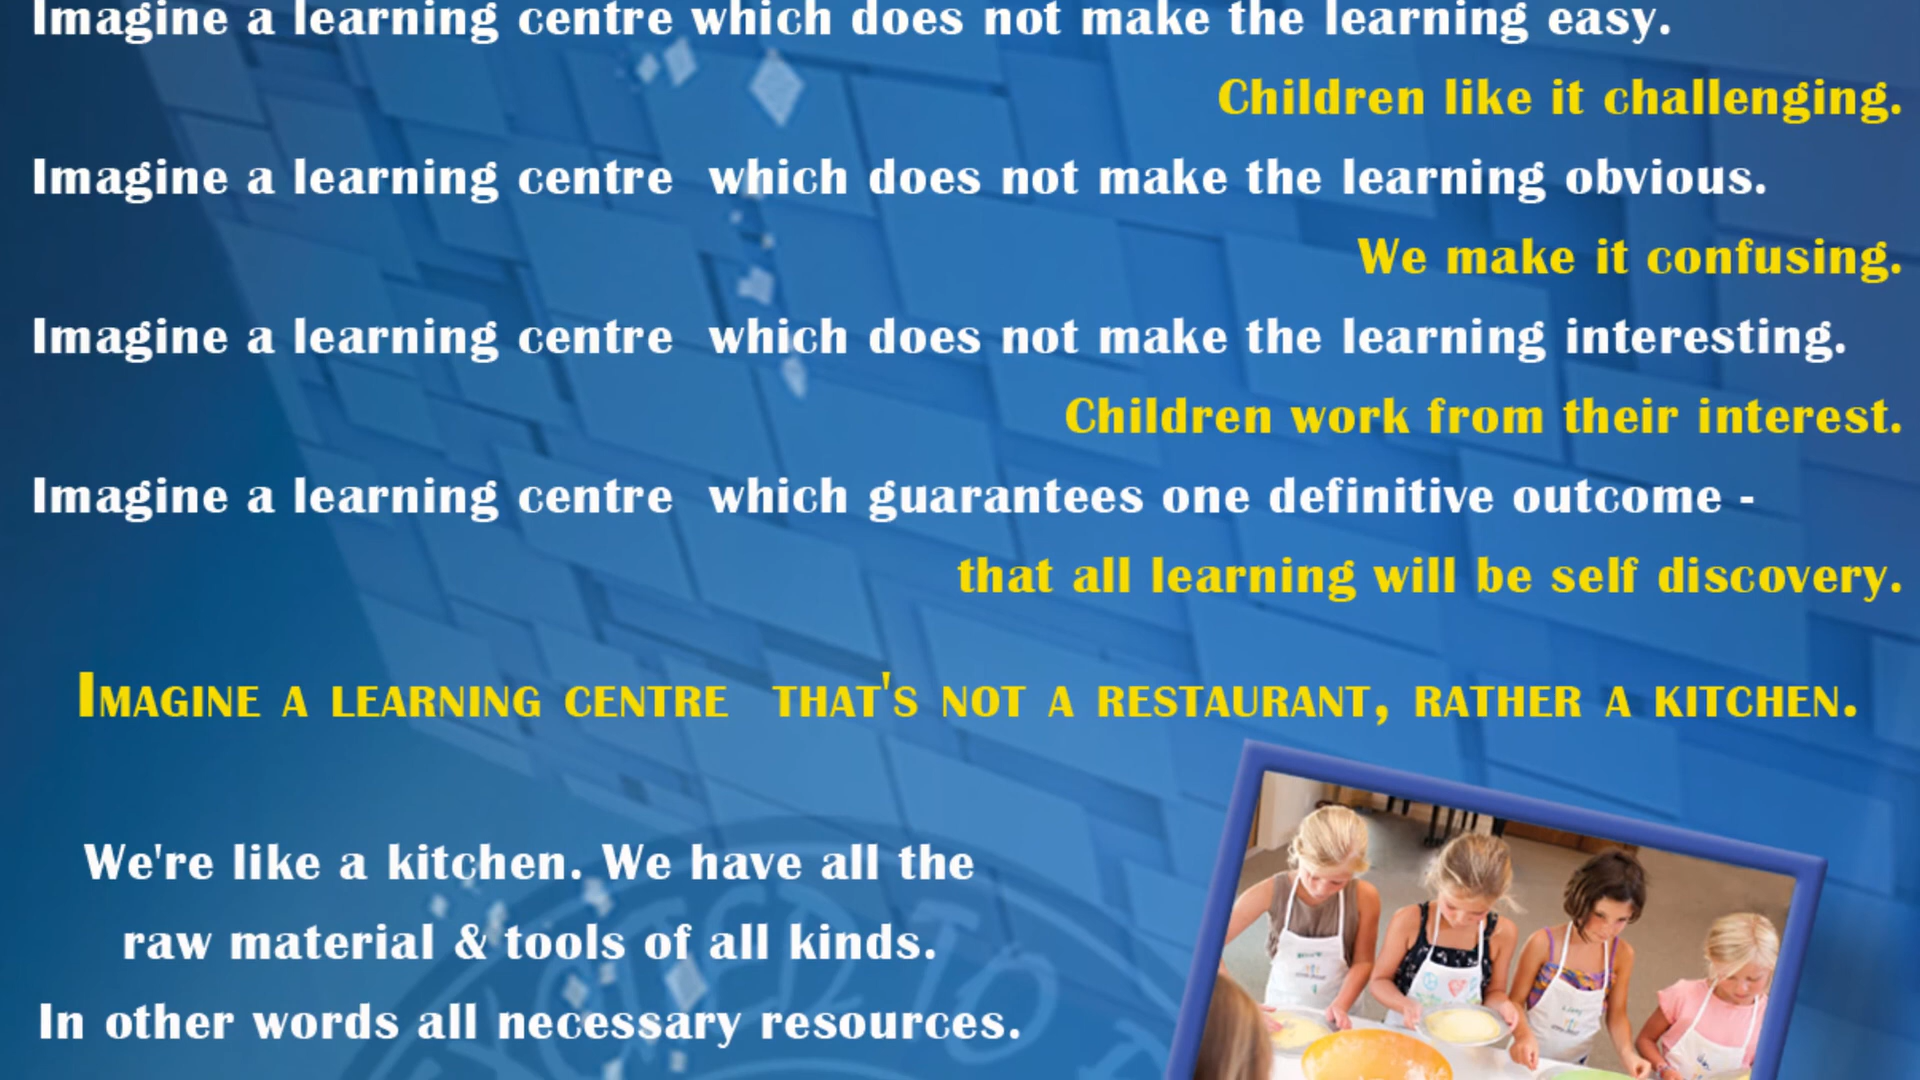 Imagine a learning centre which does not make the learning easy.
Children like it challenging.
Imagine a learning centre which does not make the learning obvious.
We make it confusing.
Imagine a learning centre which does not make the learning interesting.
Children work from their interest.
Imagine a learning centre which guarantees one definitive outcome -
that all learning will be self discovery.
IMAGINE A LEARNING CENTRE THAT'S NOT A RESTAURANT, RATHER A KITCHEN.
We're like a kitchen. We have all the
raw material & tools of all kinds.
In other words all necessary resources.